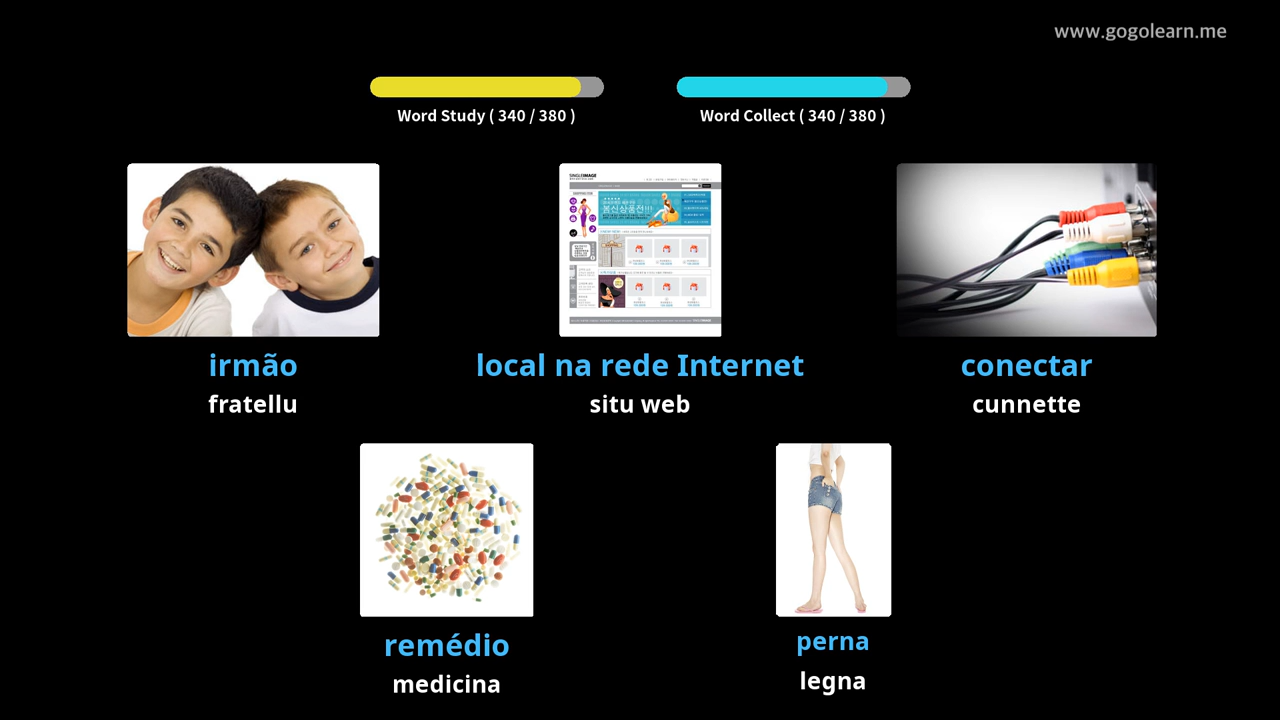 www.gogolearn.me
Word Study ( 340 / 380 )
Word Collect ( 340 / 380 )
irmão
fratellu
local na rede Internet
situ web
conectar
cunnette
remédio
medicina
perna
legna